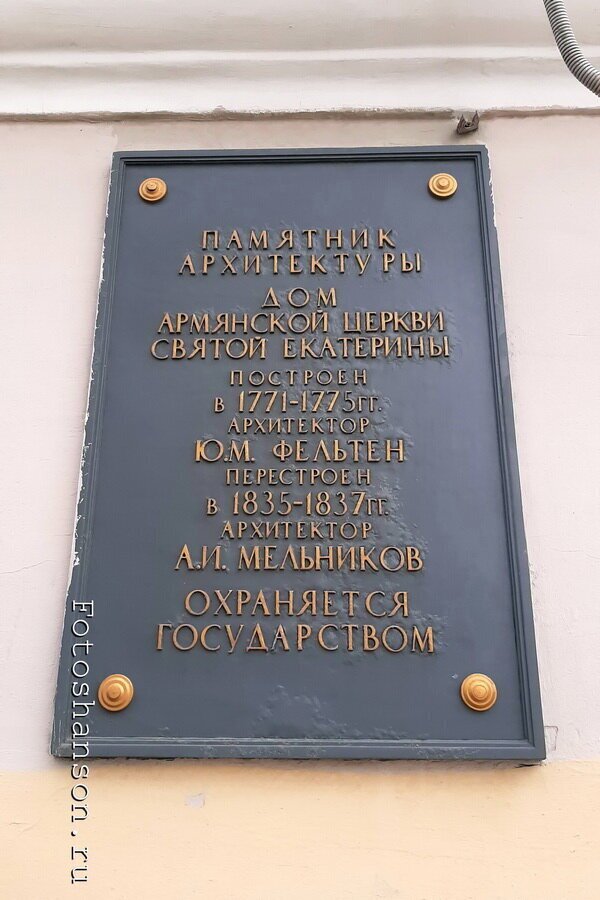 ПАМЯТНИК
АРХИТЕКТУРЫ
ДОМ
АРМЯНСКОЙ ЦЕРКВИ
СВЯТОЙ ЕКАТЕРИНЫ
ПОСТРОЕН
В 1771-1775ГГ.
АРХИТЕКТОР
Ю.М. ФЕЛЬТЕН
ПЕРЕСТРОЕН
В 1835-1837ГГ.
АРХИТЕКТОР
А.И. МЕЛЬНИКОВ
ОХРАНЯЕТСЯ
ГОСУДАРСТВОМ
Fotoshanson.ru